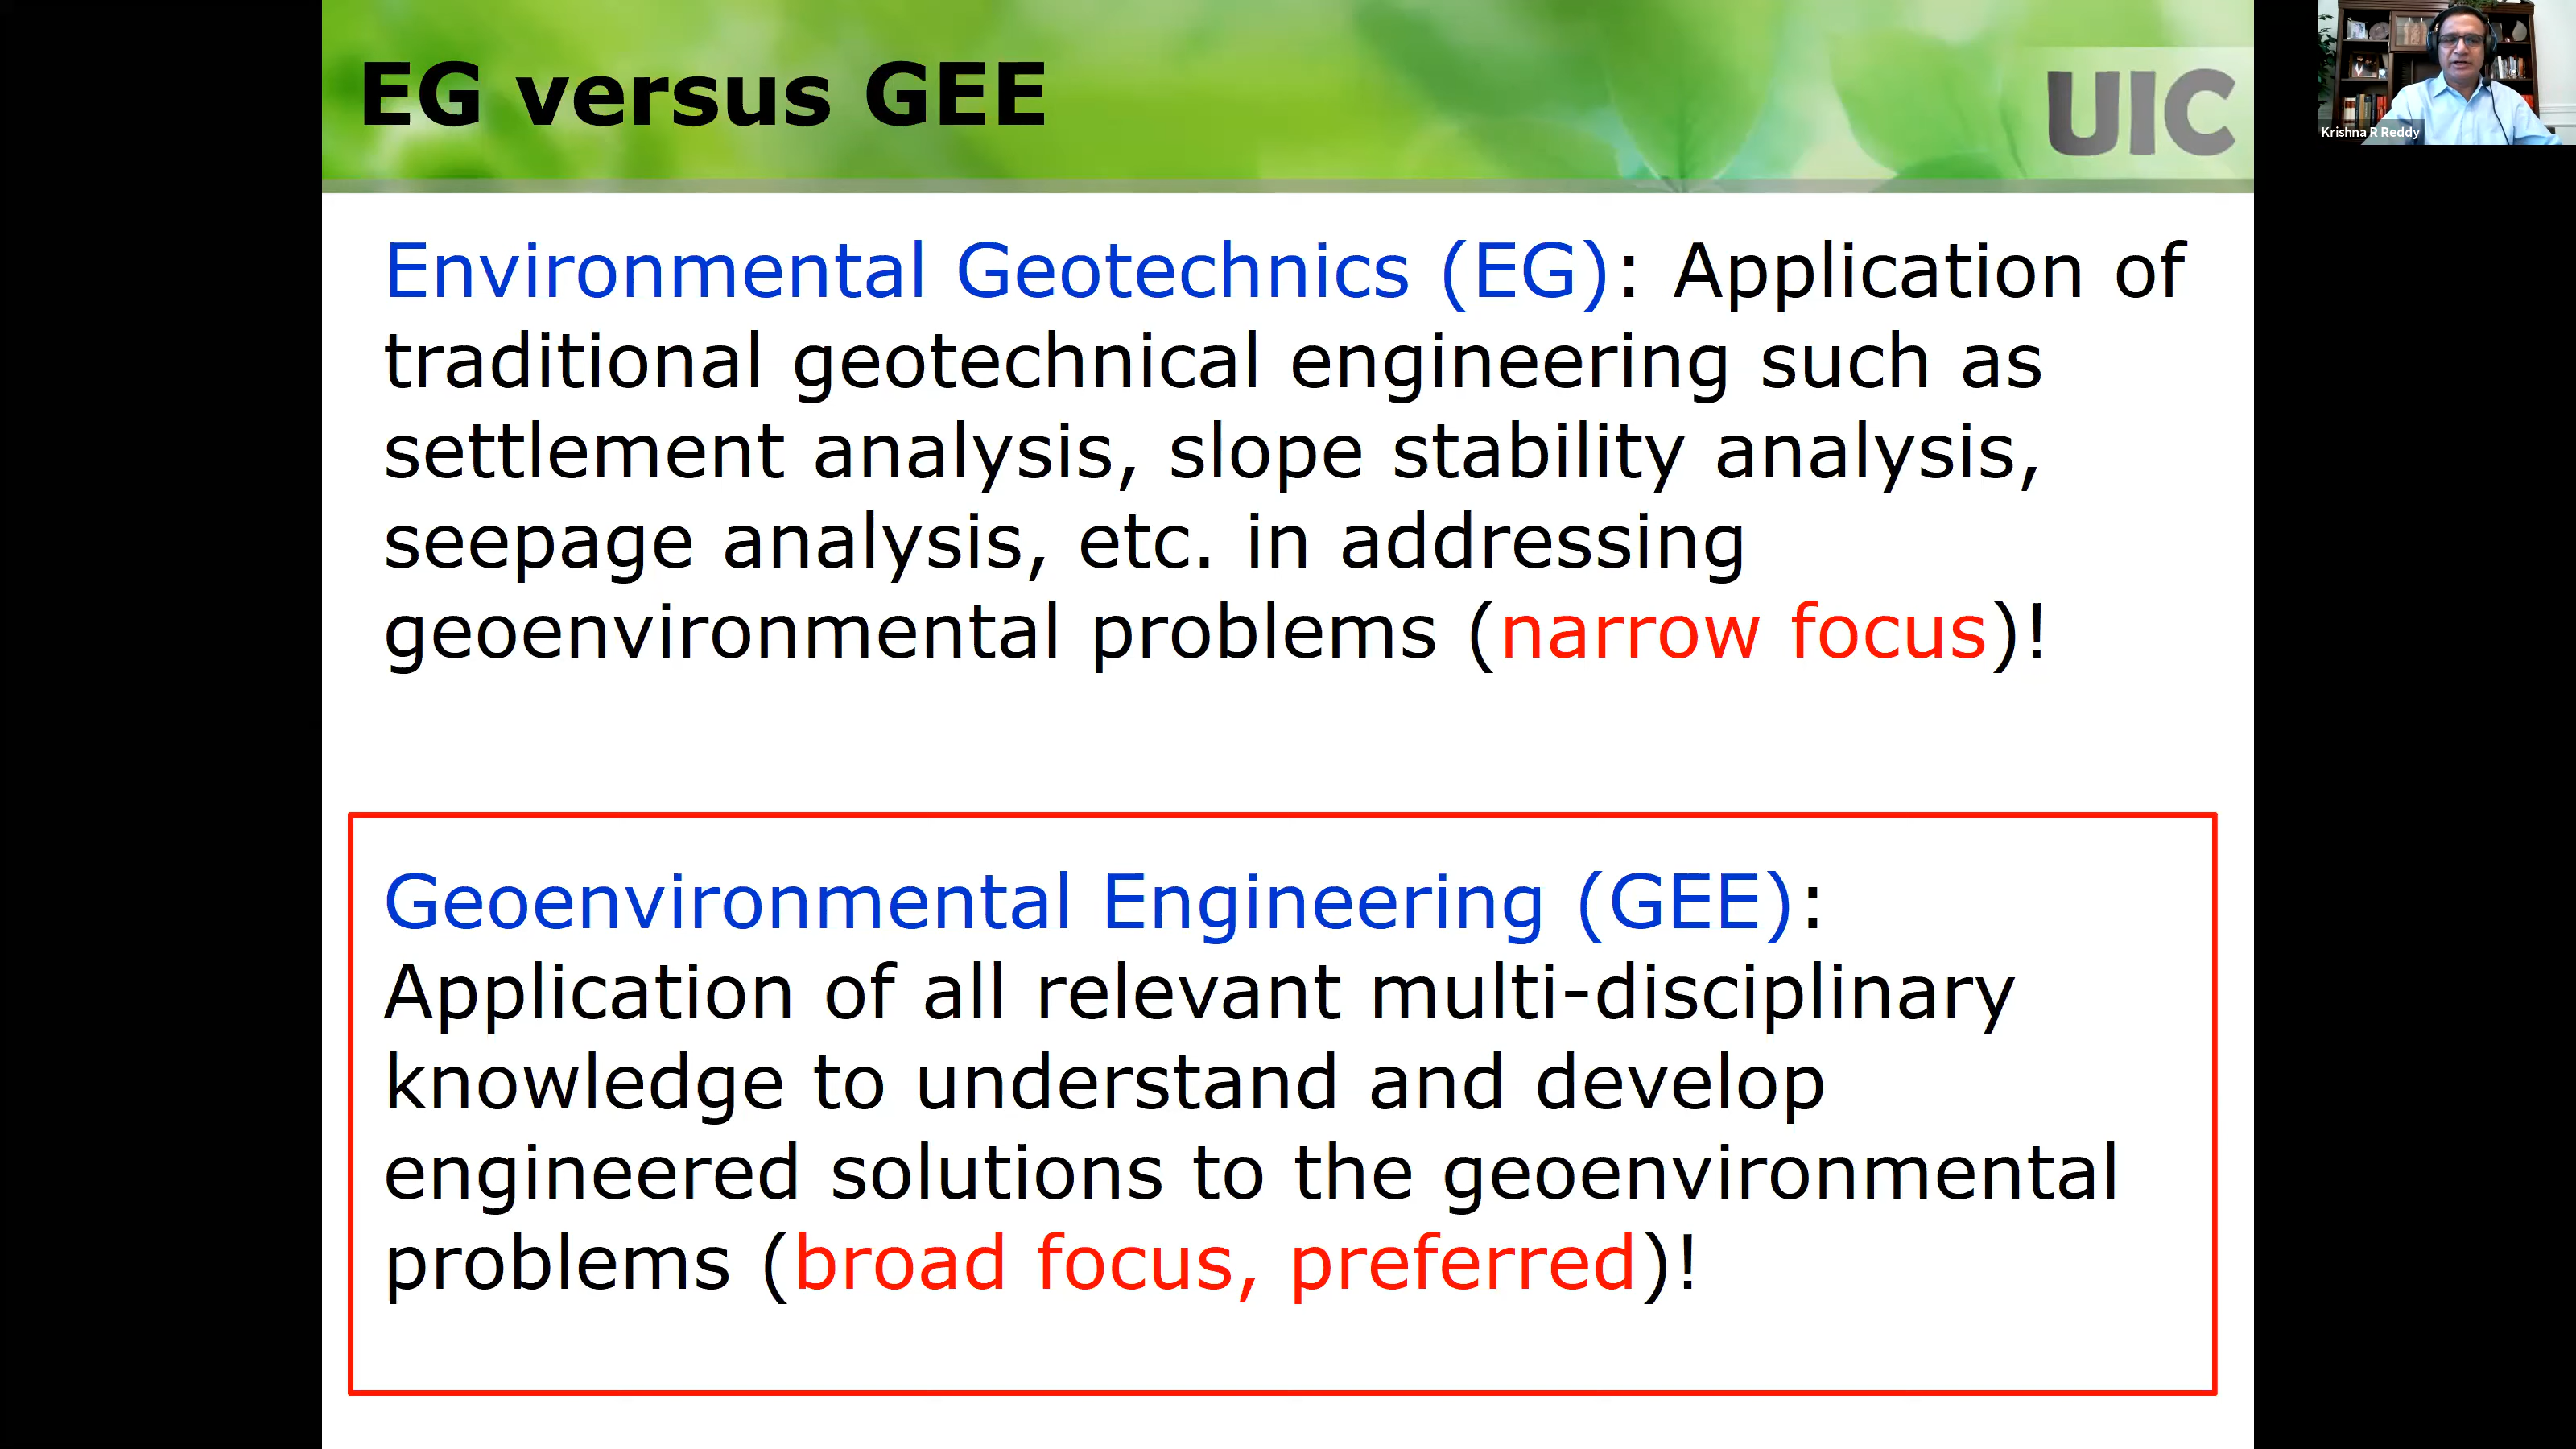 EG versus GEE
UIC
Krishna R Reddy
Environmental Geotechnics (EG): Application of
traditional geotechnical engineering such as
settlement analysis, slope stability analysis,
seepage analysis, etc. in addressing
geoenvironmental problems (narrow focus)!
Geoenvironmental Engineering (GEE):
Application of all relevant multi-disciplinary
knowledge to understand and develop
engineered solutions to the geoenvironmental
problems (broad focus, preferred)!